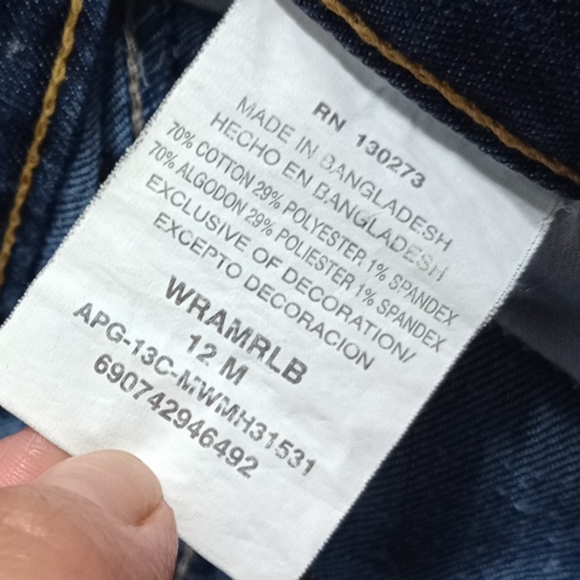 RN 130273
MADE IN BANGLADESH
HECHO EN BANGLADESH
70% COTTON 29% POLYESTER 1% SPANDEX
70% ALGODON 29% POLIESTER 1% SPANDEX
EXCLUSIVE OF DECORATION/
EXCEPTO DECORACION
WRAMRLB
12 M
APG-13C-MWMH31531
690742946492